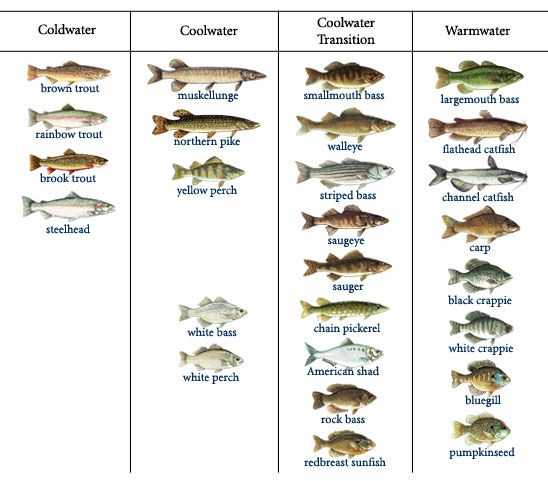 Coldwater
Coolwater
Coolwater
Transition
Warmwater
brown trout
rainbow trout
brook trout
steelhead
muskellunge
northern pike
yellow perch
white bass
white perch
smallmouth bass
walleye
striped bass
saugeye
sauger
chain pickerel
American shad
rock bass
redbreast sunfish
largemouth bass
flathead catfish
channel catfish
carp
black crappie
white crappie
bluegill
pumpkinseed